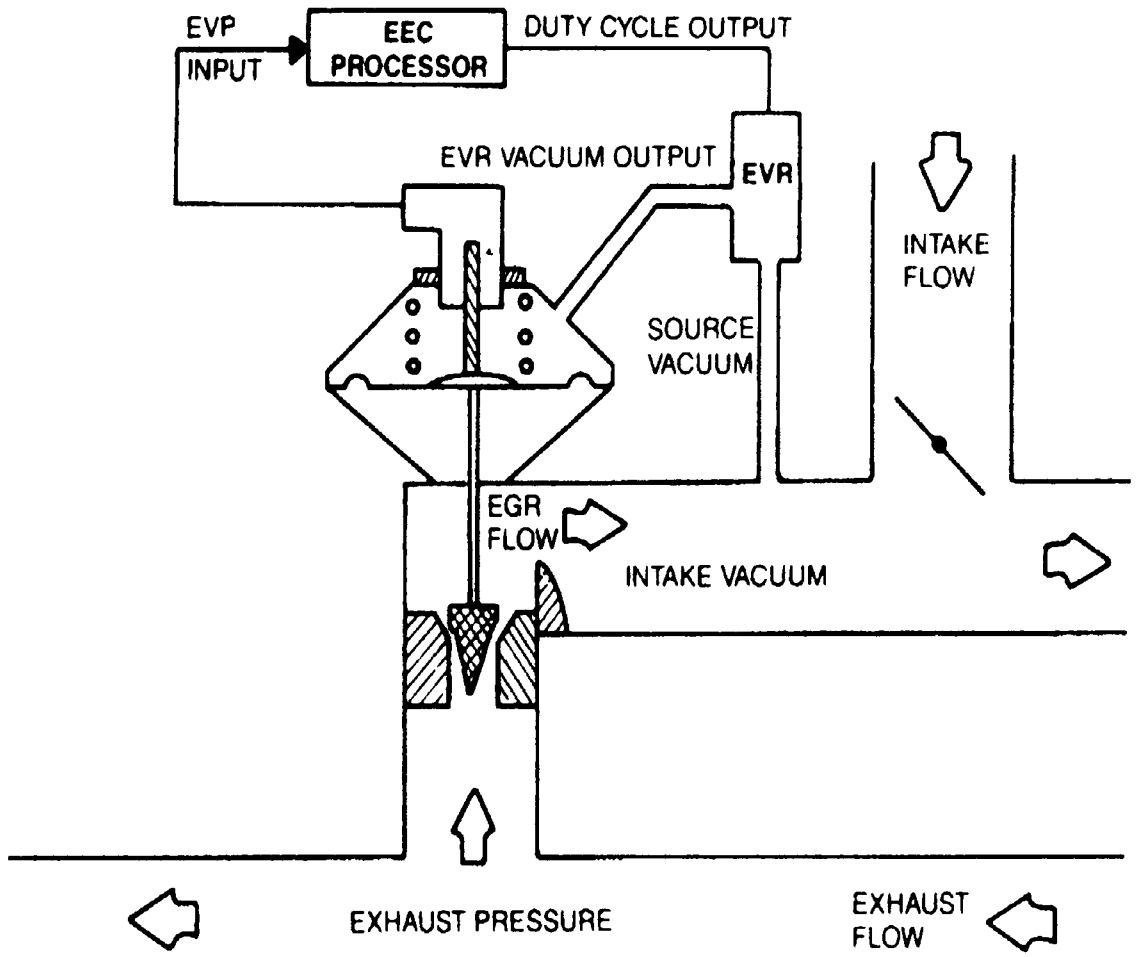 EVP
INPUT
EEC
PROCESSOR
DUTY CYCLE OUTPUT
EVR VACUUM OUTPUT
EVR
INTAKE
FLOW
SOURCE
VACUUM
EGR
FLOW
INTAKE VACUUM
EXHAUST PRESSURE
EXHAUST
FLOW